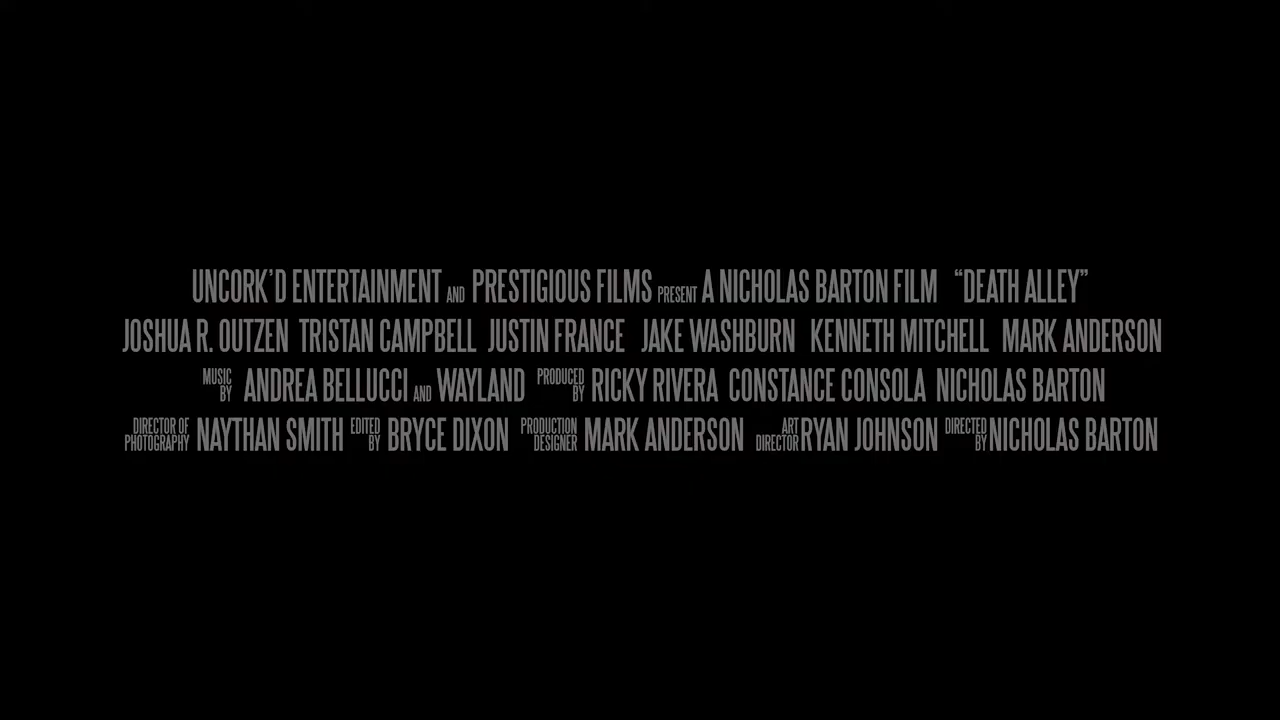 UNCORK’D ENTERTAINMENT AND PRESTIGIOUS FILMS PRESENT A NICHOLAS BARTON FILM “DEATH ALLEY”
JOSHUA R. OUTZEN TRISTAN CAMPBELL JUSTIN FRANCE JAKE WASHBURN KENNETH MITCHELL MARK ANDERSON
MUSIC BY ANDREA BELLUCCI AND WAYLAND PRODUCED BY RICKY RIVERA CONSTANCE CONSOLA NICHOLAS BARTON
DIRECTOR OF PHOTOGRAPHY NAYTHAN SMITH EDITED BY BRYCE DIXON PRODUCTION DESIGNER MARK ANDERSON ART DIRECTOR RYAN JOHNSON DIRECTED BY NICHOLAS BARTON